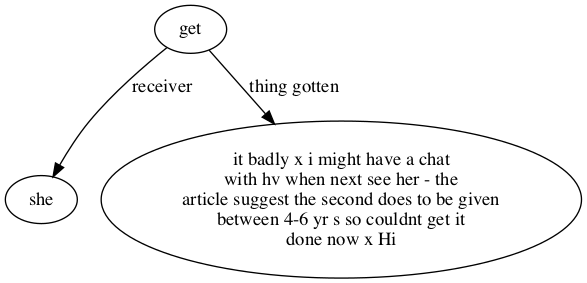 get
receiver
thing gotten
she
it badly x i might have a chat
with hv when next see her - the
article suggest the second does to be given
between 4-6 yr s so couldnt get it
done now x Hi